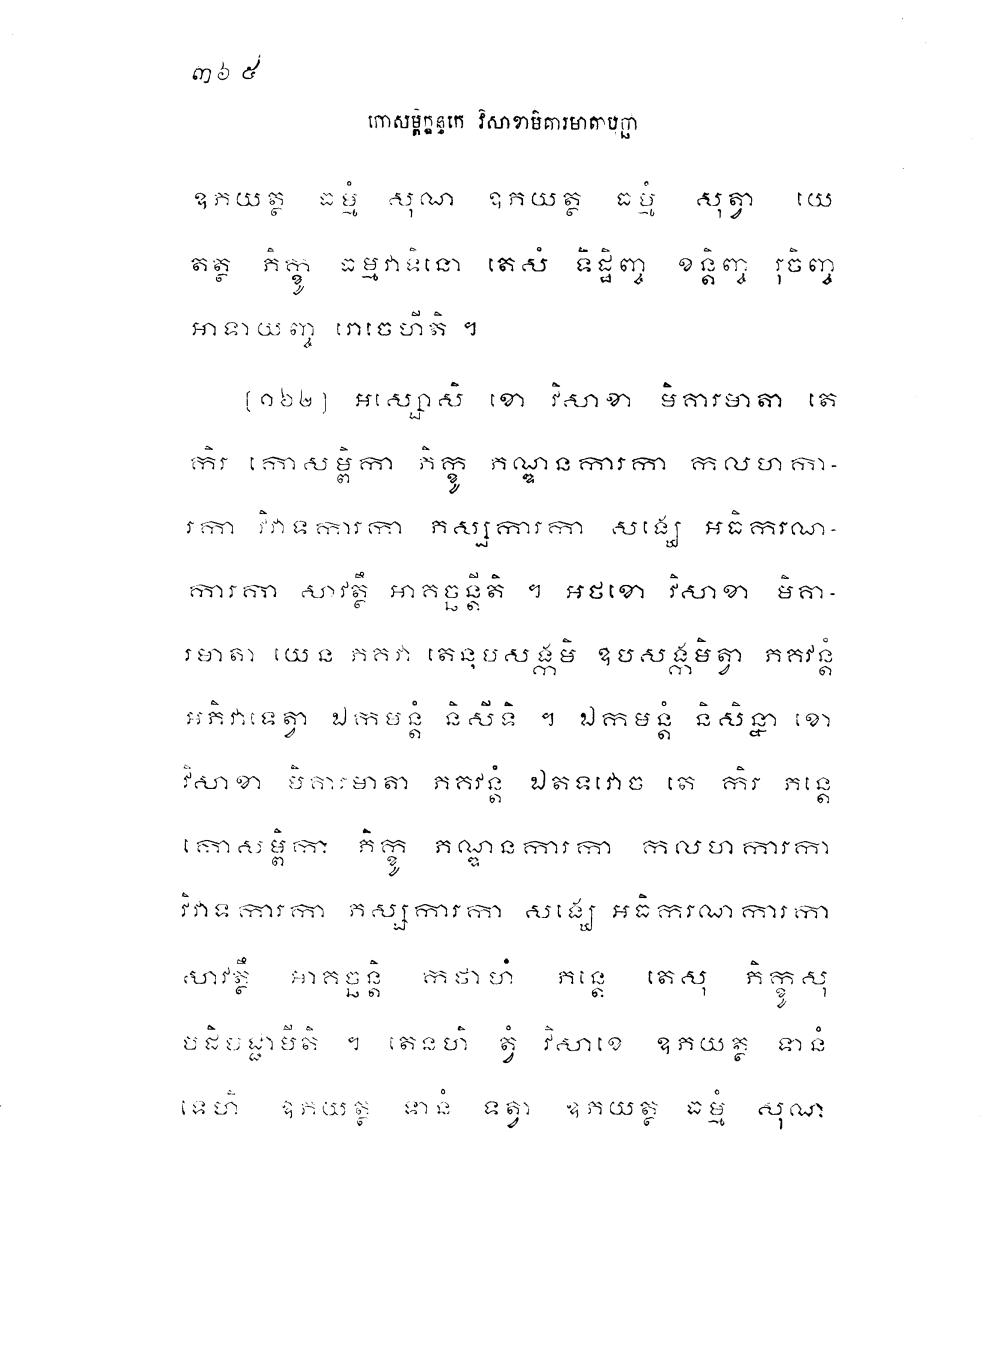 ៣៦៥
កោសម្ពិក្ខន្ធកេ វិសាខាមិគារមាតាបុច្ឆា
ឧភយត្ថ ធម្មំ សុណ ឧភយត្ថ ធម្មំ សុត្វា យេ
តត្ថ ភិក្ខូ ធម្មវាទិនោ តេសំ ទិដ្ឋិញ្ច ខន្តិញ្ច រុចិញ្ច
អាទាយញ្ច រោចេហីតិ ។
(១៦២) អស្សោសិ ខោ វិសាខា មិគារមាតា តេ
កិរ កោសម្ពិកា ភិក្ខូ ភណ្ឌនការកា កាលហកា-
រកា វិវាទការកា ភស្សការកា សង្ឃេ អធិករណ-
ការកា សាវត្ថឹ អាគច្ឆន្តីតិ ។ អថខោ វិសាខា មិគា-
រមាតា យេន ភគវា តេនុបសង្កមិ ឧបសង្កមិត្វា ភគវន្តំ
អភិវាទេត្វា ឯកមន្តំ និសីទិ ។ ឯកមន្តំ និសិន្នា ខោ
វិសាខា មិគារមាតា ភគវន្តំ ឯតទវោច តេ កិរ ភន្តេ
កោសម្ពិកា ភិក្ខូ ភណ្ឌនការកា កាលហការកា
វិវាទការកា ភស្សការកា សង្ឃេ អធិករណការកា
សាវត្ថឹ អាគច្ឆន្តិ កថាហំ ភន្តេ តេសុ ភិក្ខូសុ
បដិបជ្ជាមីតិ ។ តេនហិ ត្វំ វិសាខេ ឧភយត្ថ ទានំ
ទេហិ ឧភយត្ថ ទានំ ទត្វា ឧភយត្ថ ធម្មំ សុណ